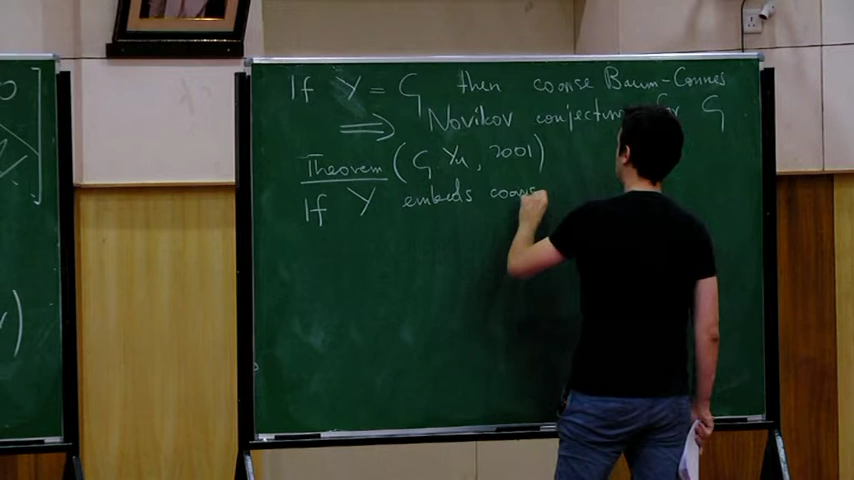 If Y = G then coarse Baum-Connes
⇒ Novikov conjecture for G
Theorem (G. Yu, 2001)
If Y embeds coars